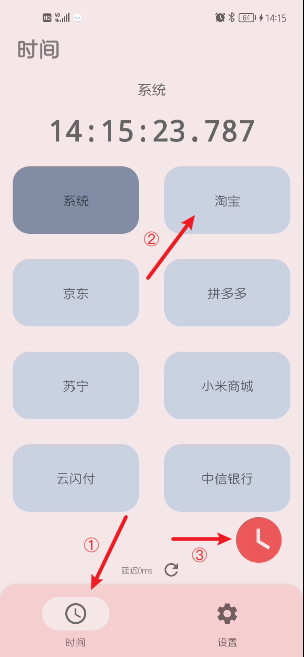 64 14:15
时间
系统
14:15:23.787
系统 淘宝
②
京东 拼多多
苏宁 小米商城
云闪付 中信银行
① ③
延迟0ms
时间 设置